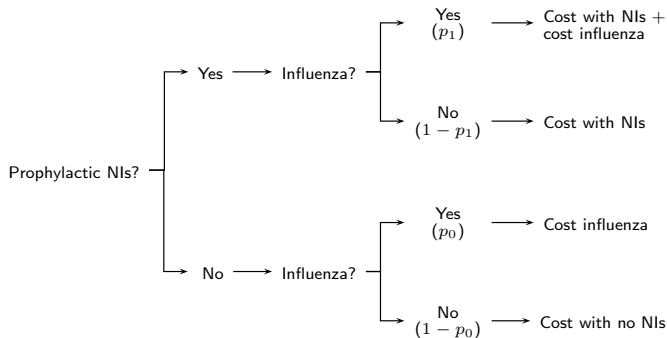 Yes
(p₁)
Cost with NIs +
cost influenza
Yes
Influenza?
No
(1 − p₁)
Cost with NIs
Prophylactic NIs?
Yes
(p₀)
Cost influenza
No
Influenza?
No
(1 − p₀)
Cost with no NIs